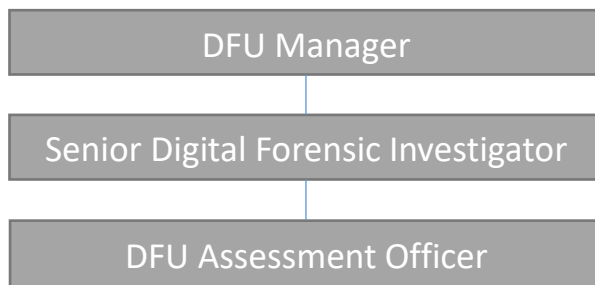 DFU Manager
Senior Digital Forensic Investigator
DFU Assessment Officer